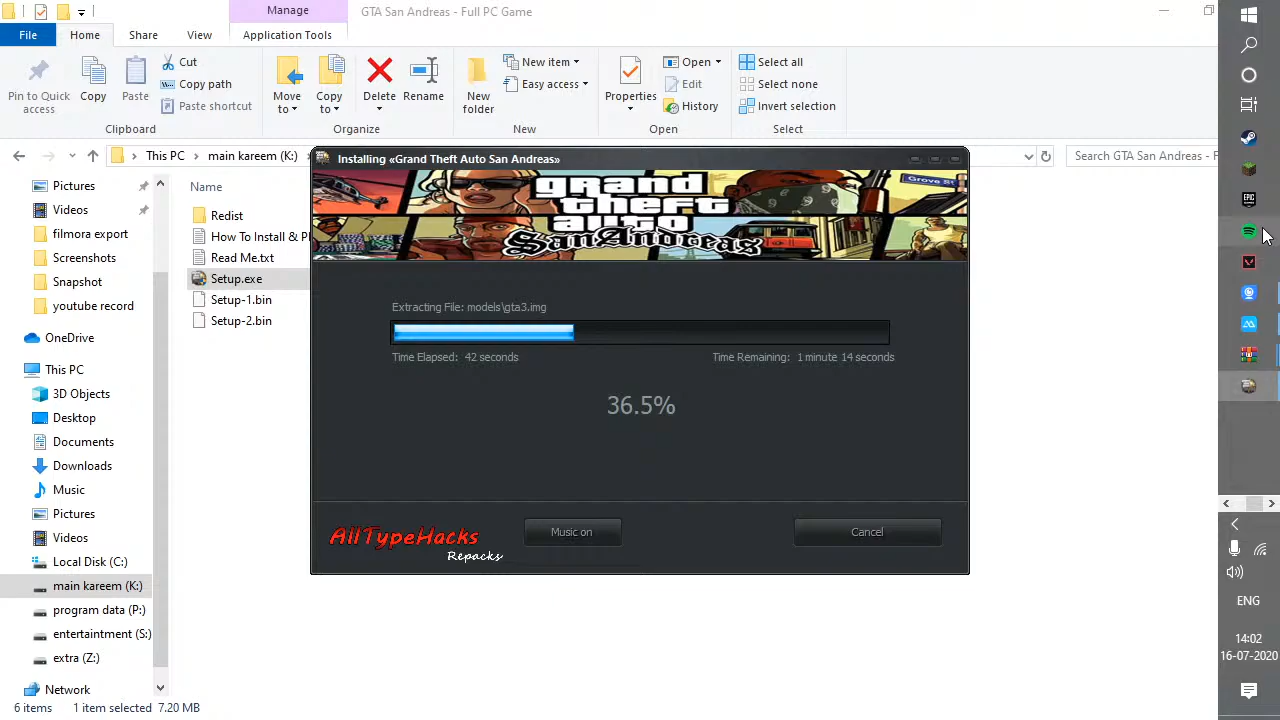 Manage
GTA San Andreas - Full PC Game
File
Home
Share
View
Application Tools
Pin to Quick access
Copy
Paste
Cut
Copy path
Paste shortcut
Clipboard
Move to
Copy to
Delete
Rename
Organize
New folder
New item
Easy access
New
Properties
Open
Edit
History
Open
Select all
Select none
Invert selection
Select
This PC
main kareem (K:)
Search GTA San Andreas - F
Pictures
Videos
filmora export
Screenshots
Snapshot
youtube record
OneDrive
This PC
3D Objects
Desktop
Documents
Downloads
Music
Pictures
Videos
Local Disk (C:)
main kareem (K:)
program data (P:)
entertaintment (S:)
extra (Z:)
Network
Name
Redist
How To Install & Pl
Read Me.txt
Setup.exe
Setup-1.bin
Setup-2.bin
Installing «Grand Theft Auto San Andreas»
grand
theft
auto
San Andreas
Grove St
Extracting File: models\gta3.img
Time Elapsed: 42 seconds
Time Remaining: 1 minute 14 seconds
36.5%
AllTypeHacks
Repacks
Music on
Cancel
6 items
1 item selected 7.20 MB
EPIC
ENG
14:02
16-07-2020